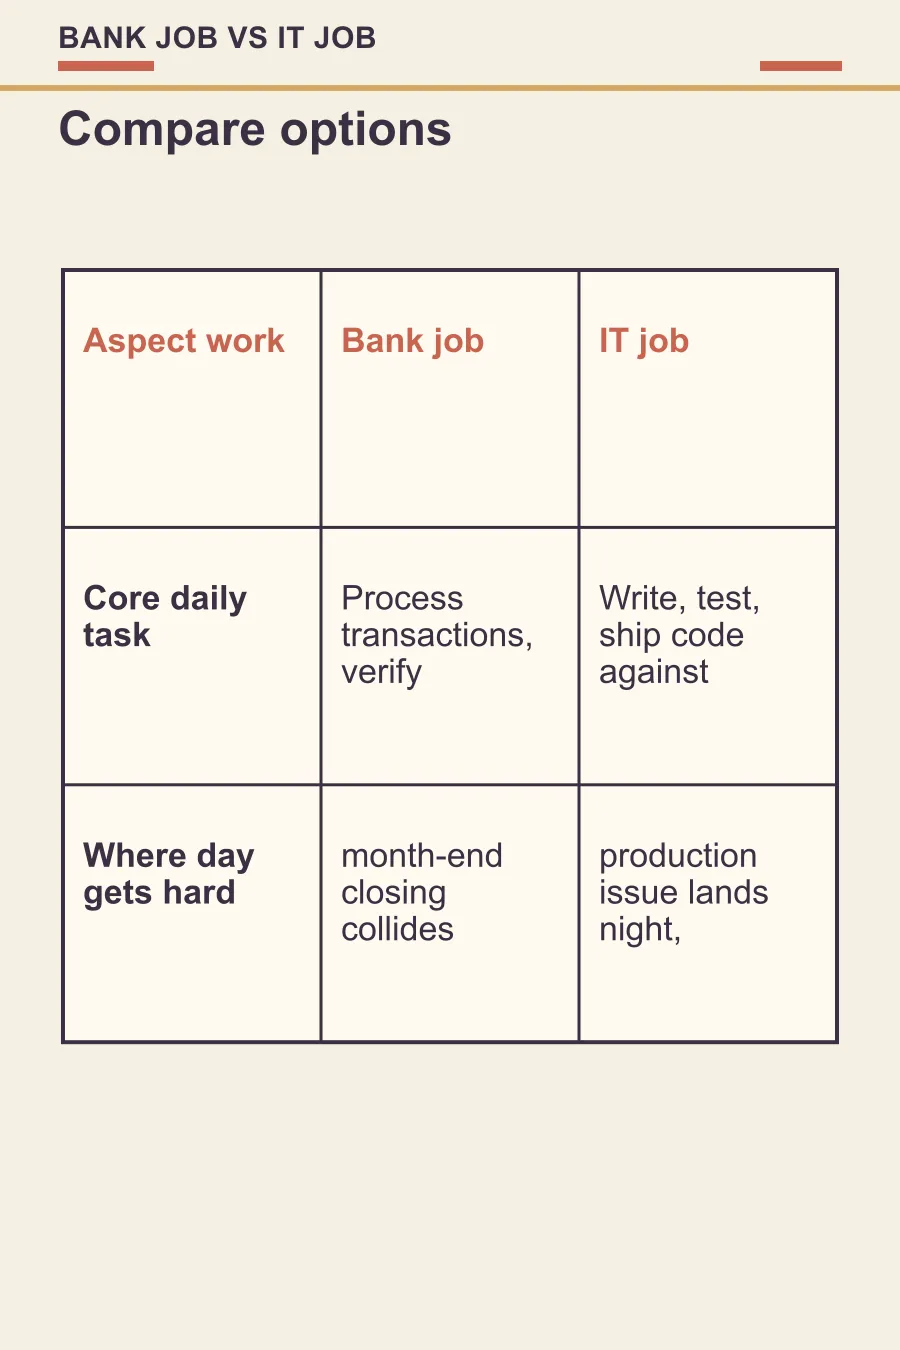 BANK JOB VS IT JOB
Compare options
Aspect work
Bank job
IT job
Core daily
task
Process
transactions,
verify
Write, test,
ship code
against
Where day
gets hard
month-end
closing
collides
production
issue lands
night,